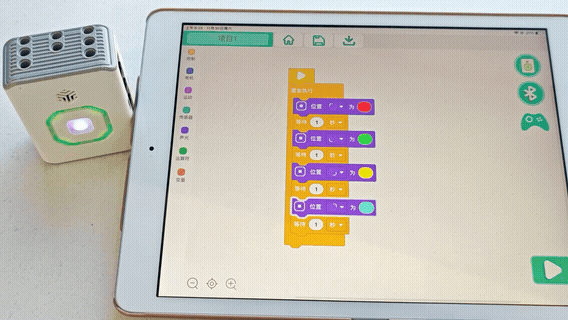 项目1
控制
电机
运动
传感器
声光
运算符
变量
重复执行
位置 为
等待 1 秒
位置 为
等待 1 秒
位置 为
等待 1 秒
位置 为
等待 1 秒